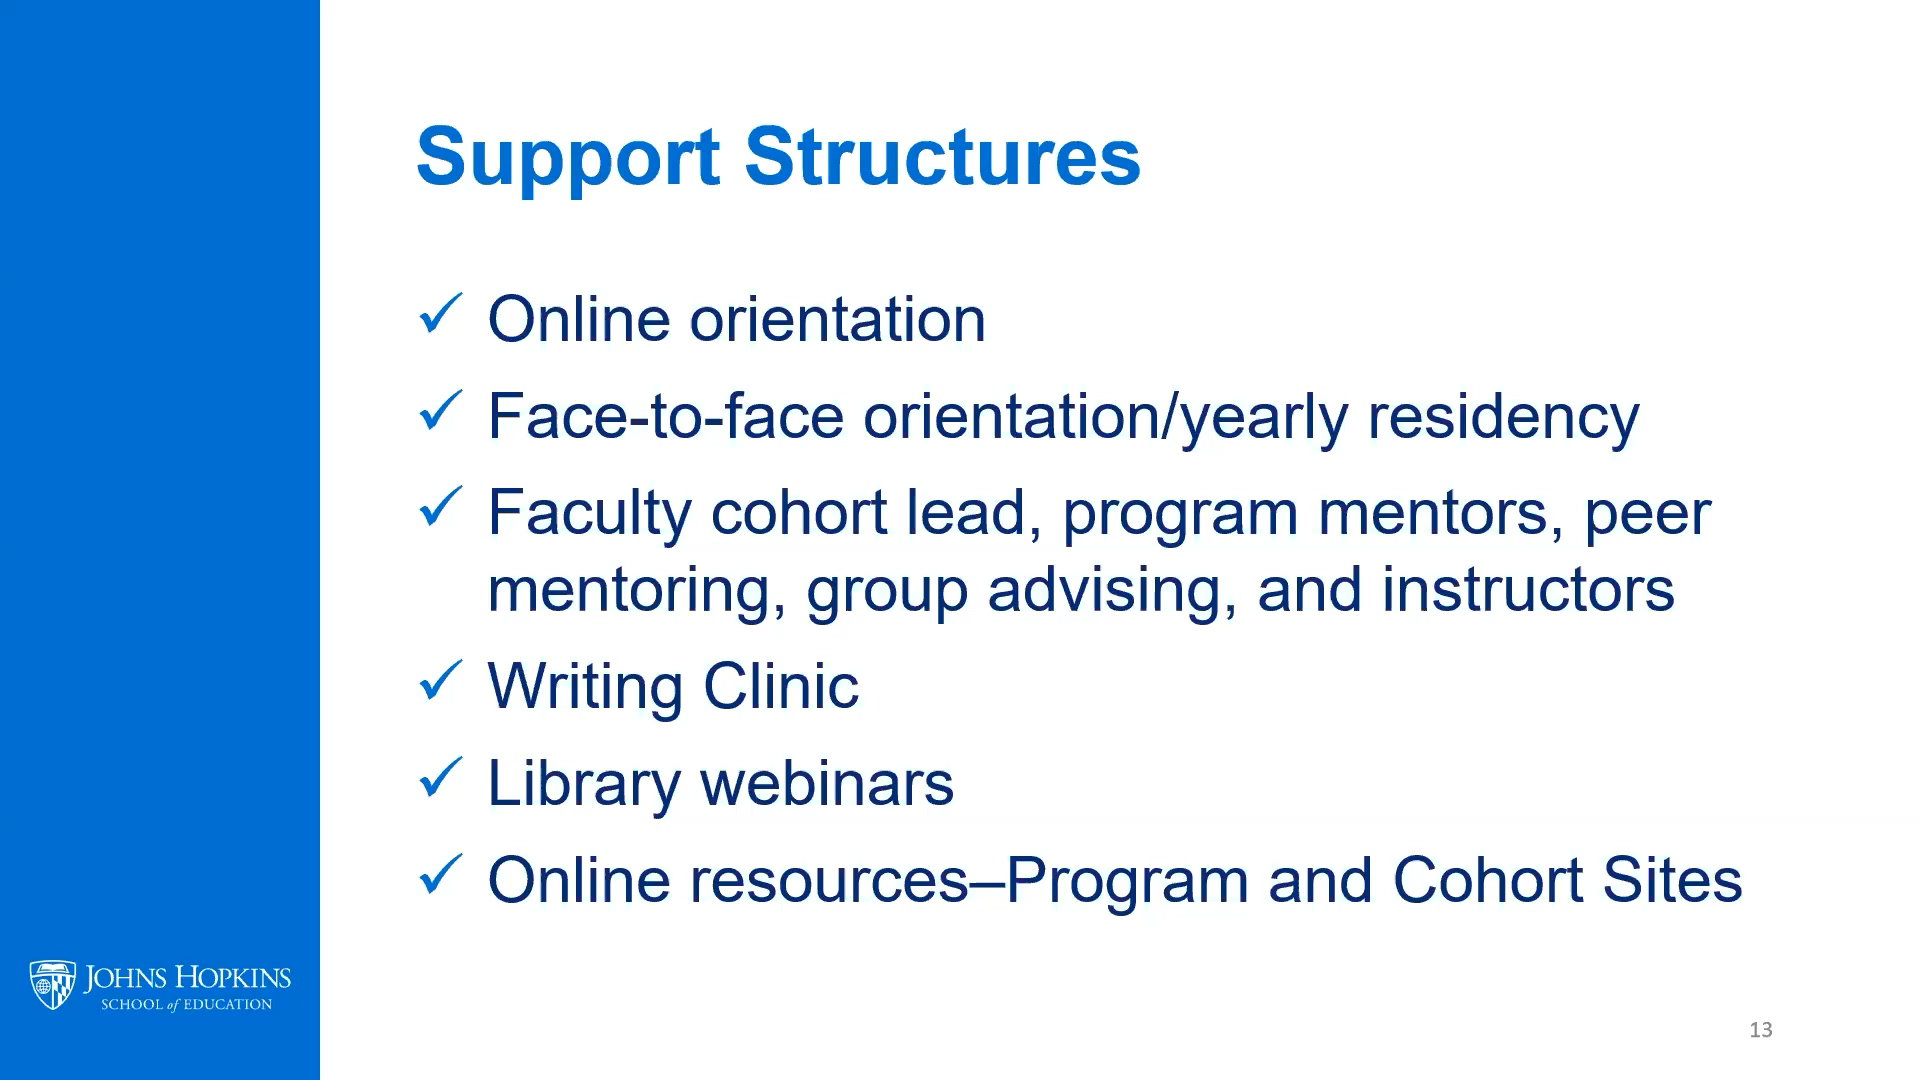 Support Structures
✓ Online orientation
✓ Face-to-face orientation/yearly residency
✓ Faculty cohort lead, program mentors, peer
mentoring, group advising, and instructors
✓ Writing Clinic
✓ Library webinars
✓ Online resources–Program and Cohort Sites
JOHNS HOPKINS
SCHOOL of EDUCATION
13